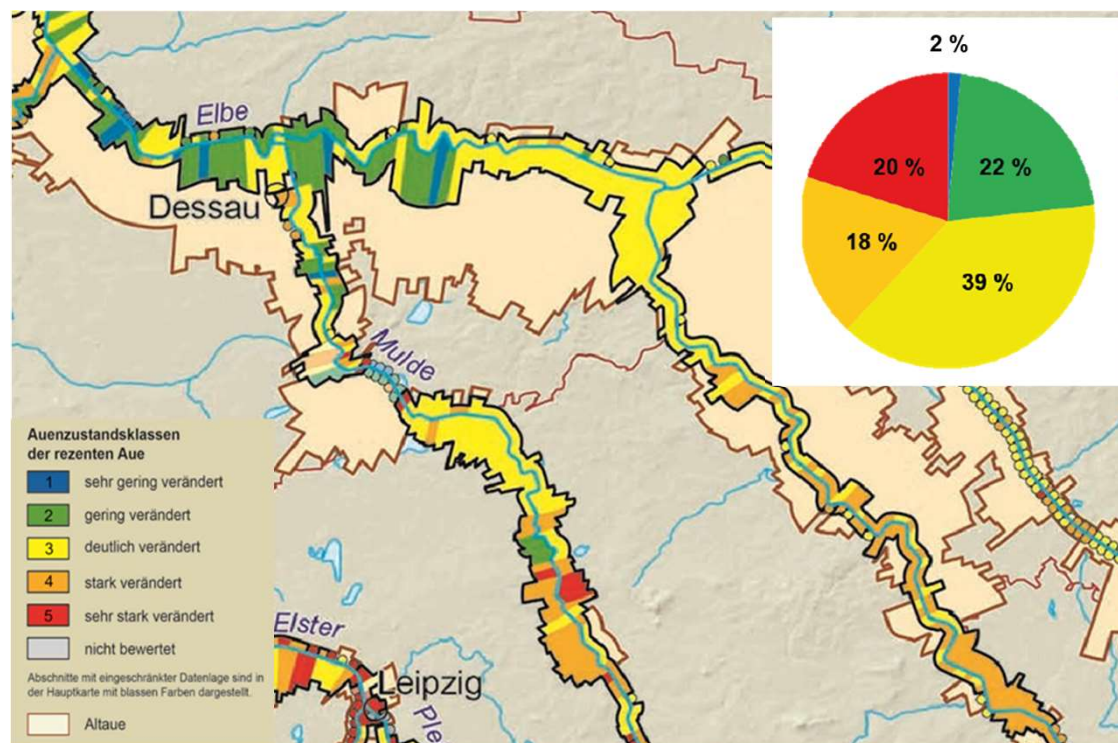 2 %
20 %
22 %
18 %
39 %
Elbe
Dessau
Mulde
Elster
Leipzig
Ple
Auenzustandsklassen
der rezenten Aue
1 sehr gering verändert
2 gering verändert
3 deutlich verändert
4 stark verändert
5 sehr stark verändert
nicht bewertet
Abschnitte mit eingeschränkter Datenlage sind in
der Hauptkarte mit blassen Farben dargestellt.
Altaue